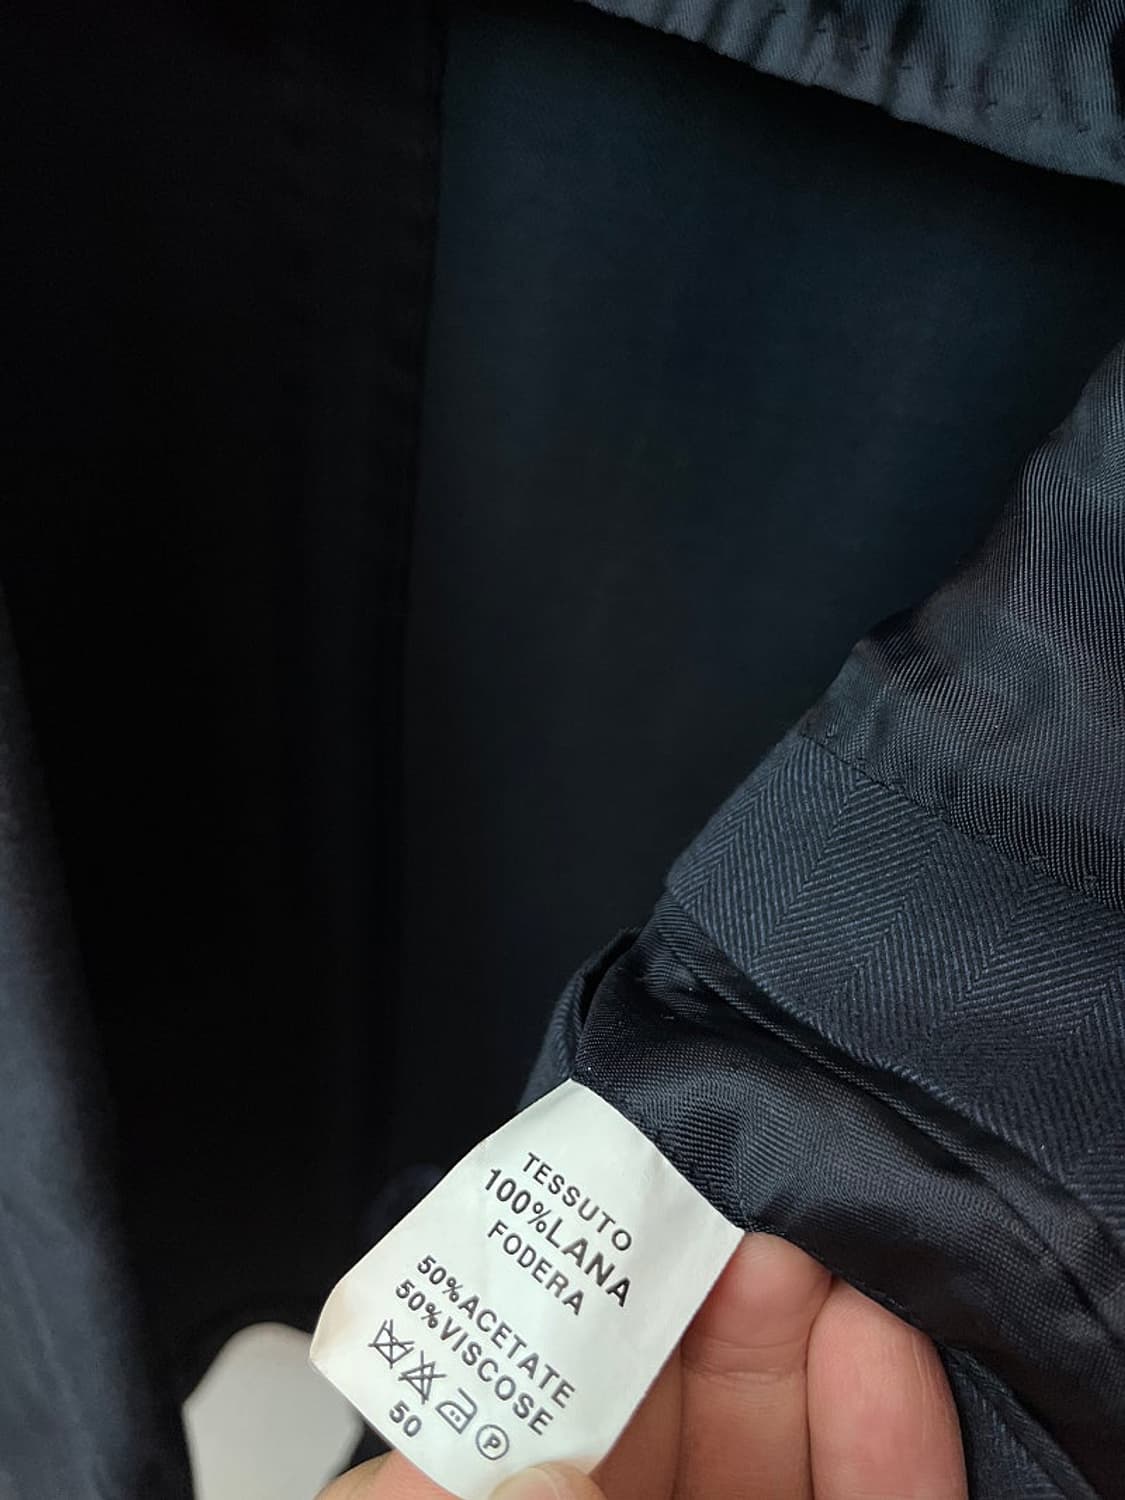 TESSUTO
100%LANA
FODERA
50%ACETATE
50%VISCOSE
P
50